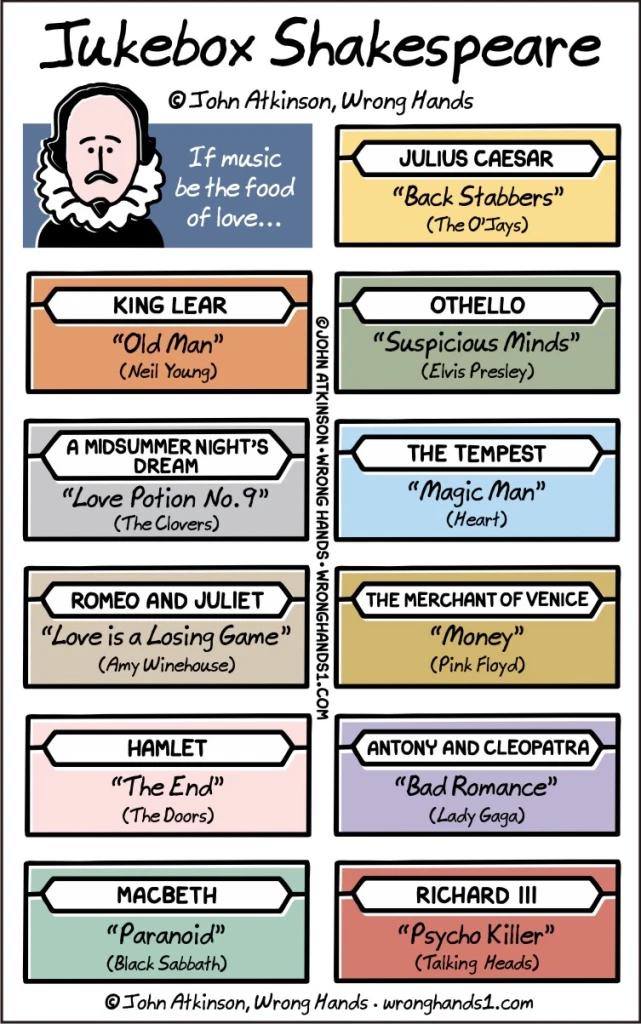 Jukebox Shakespeare
© John Atkinson, Wrong Hands
If music
be the food
of love...
JULIUS CAESAR
"Back Stabbers"
(The O'Jays)
KING LEAR
"Old Man"
(Neil Young)
OTHELLO
"Suspicious Minds"
(Elvis Presley)
A MIDSUMMER NIGHT'S
DREAM
"Love Potion No.9"
(The Clovers)
THE TEMPEST
"Magic Man"
(Heart)
ROMEO AND JULIET
"Love is a Losing Game"
(Amy Winehouse)
THE MERCHANT OF VENICE
"Money"
(Pink Floyd)
HAMLET
"The End"
(The Doors)
ANTONY AND CLEOPATRA
"Bad Romance"
(Lady Gaga)
MACBETH
"Paranoid"
(Black Sabbath)
RICHARD III
"Psycho Killer"
(Talking Heads)
©JOHN ATKINSON • WRONG HANDS • WRONGHANDS1.COM
© John Atkinson, Wrong Hands • wronghands1.com